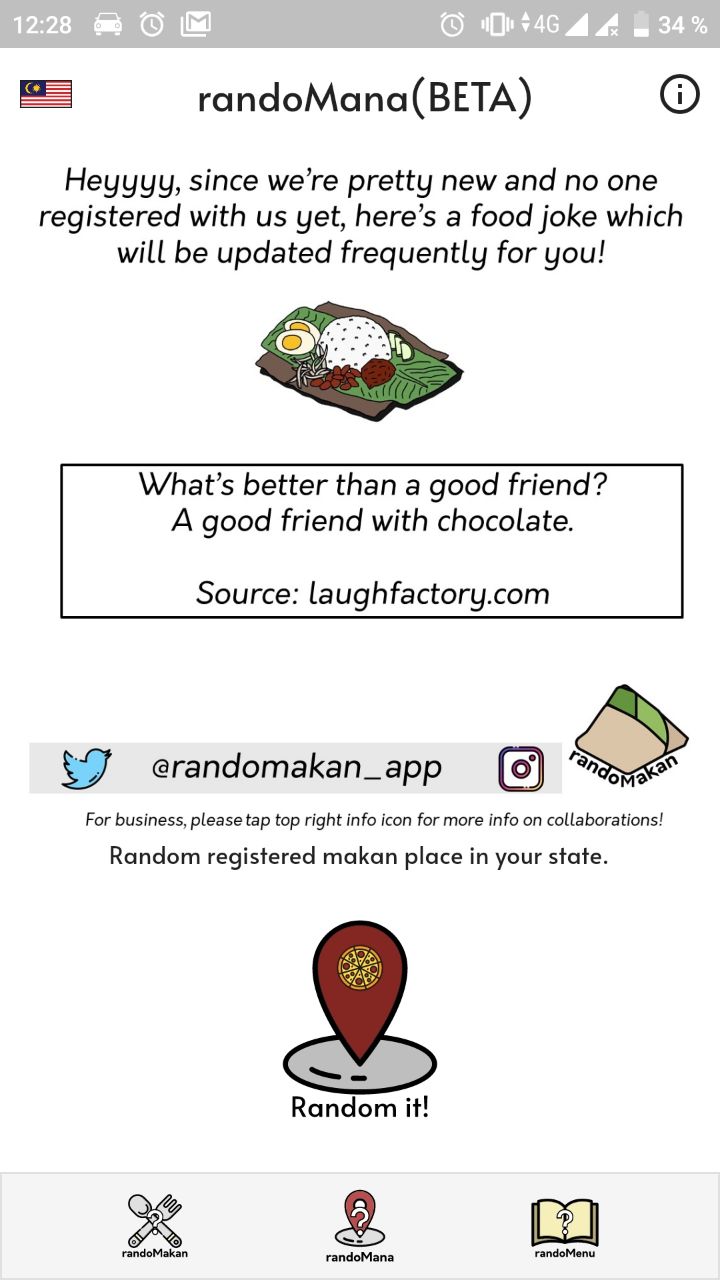 12:28
4G
34 %
randoMana(BETA)
Heyyyy, since we're pretty new and no one
registered with us yet, here's a food joke which
will be updated frequently for you!
What's better than a good friend?
A good friend with chocolate.
Source: laughfactory.com
randoMakan
@randomakan_app
For business, please tap top right info icon for more info on collaborations!
Random registered makan place in your state.
Random it!
randoMakan
randoMana
randoMenu